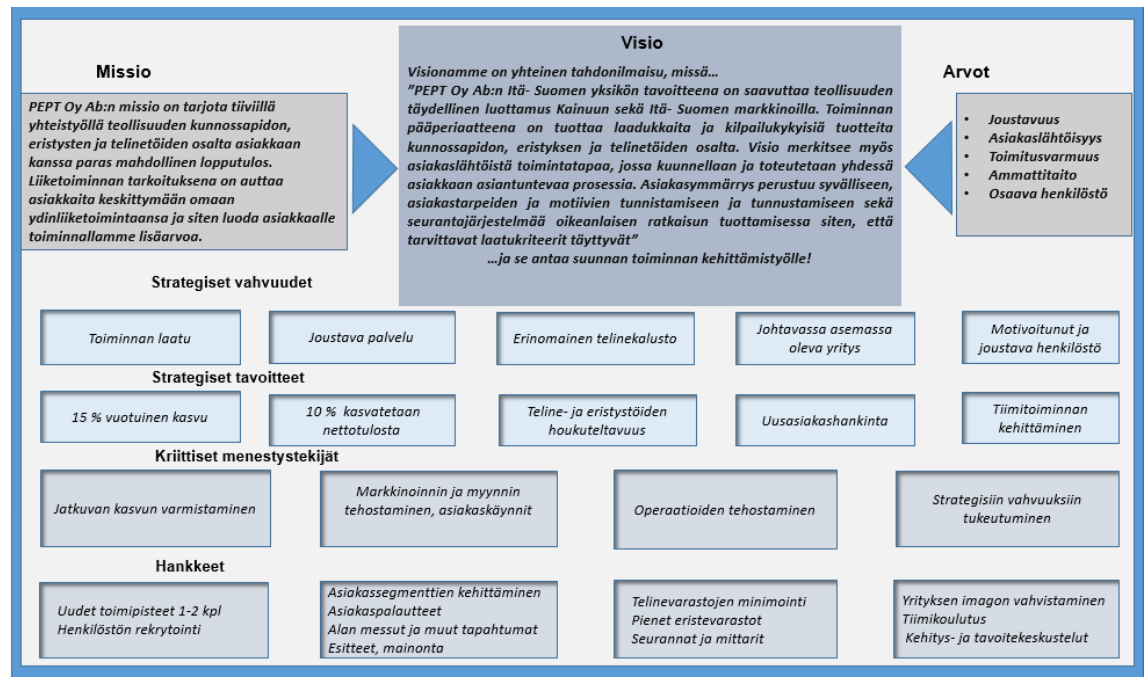 Missio
PEPT Oy Ab:n missio on tarjota tiiviillä
yhteistyöllä teollisuuden kunnossapidon,
eristysten ja telinetöiden osalta asiakkaan
kanssa paras mahdollinen lopputulos.
Liiketoiminnan tarkoituksena on auttaa
asiakkaita keskittymään omaan
ydinliiketoimintaansa ja siten luoda asiakkaalle
toiminnallamme lisäarvoa.
Visio
Visionamme on yhteinen tahdonilmaisu, missä…
”PEPT Oy Ab:n Itä- Suomen yksikön tavoitteena on saavuttaa teollisuuden
täydellinen luottamus Kainuun sekä Itä- Suomen markkinoilla. Toiminnan
pääperiaatteena on tuottaa laadukkaita ja kilpailukykyisiä tuotteita
kunnossapidon, eristyksen ja telinetöiden osalta. Visio merkitsee myös
asiakaslähtöistä toimintatapaa, jossa kuunnellaan ja toteutetaan yhdessä
asiakkaan asiantuntevaa prosessia. Asiakasymmärrys perustuu syvälliseen,
asiakastarpeiden ja motiivien tunnistamiseen ja tunnustamiseen sekä
seurantajärjestelmää oikeanlaisen ratkaisun tuottamisessa siten, että
tarvittavat laatukriteerit täyttyvät”
…ja se antaa suunnan toiminnan kehittämistyölle!
Arvot
• Joustavuus
• Asiakaslähtöisyys
• Toimitusvarmuus
• Ammattitaito
• Osaava henkilöstö
Strategiset vahvuudet
Toiminnan laatu
Joustava palvelu
Erinomainen telinekalusto
Johtavassa asemassa
oleva yritys
Motivoitunut ja
joustava henkilöstö
Strategiset tavoitteet
15 % vuotuinen kasvu
10 % kasvatetaan
nettotulosta
Teline- ja eristystöiden
houkuteltavuus
Uusasiakashankinta
Tiimitoiminnan
kehittäminen
Kriittiset menestystekijät
Jatkuvan kasvun varmistaminen
Markkinoinnin ja myynnin
tehostaminen, asiakaskäynnit
Operaatioiden tehostaminen
Strategisiin vahvuuksiin
tukeutuminen
Hankkeet
Uudet toimipisteet 1-2 kpl
Henkilöstön rekrytointi
Asiakassegmenttien kehittäminen
Asiakaspalautteet
Alan messut ja muut tapahtumat
Esitteet, mainonta
Telinevarastojen minimointi
Pienet eristevarastot
Seurannat ja mittarit
Yrityksen imagon vahvistaminen
Tiimikoulutus
Kehitys- ja tavoitekeskustelut